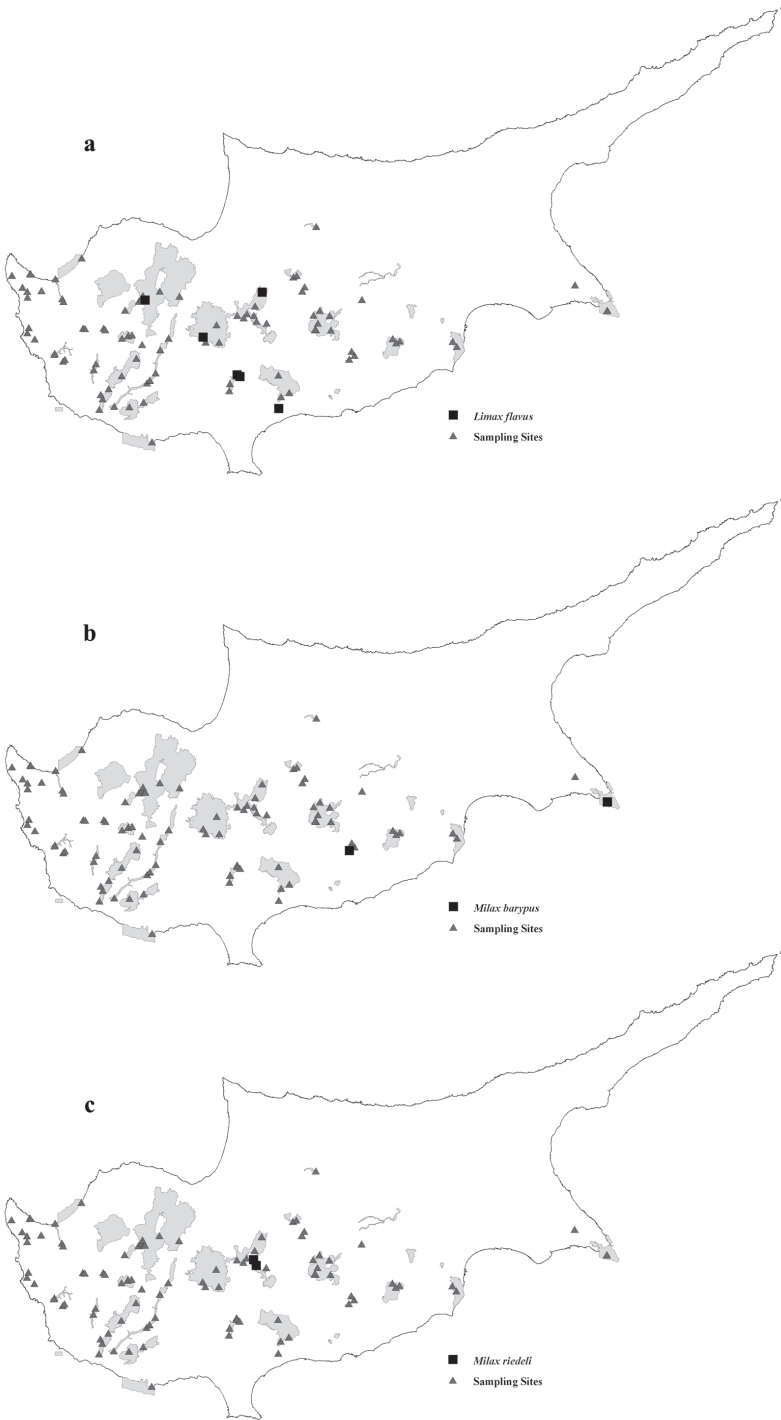 a
Limax flavus
Sampling Sites
b
Milax barypus
Sampling Sites
c
Milax riedeli
Sampling Sites